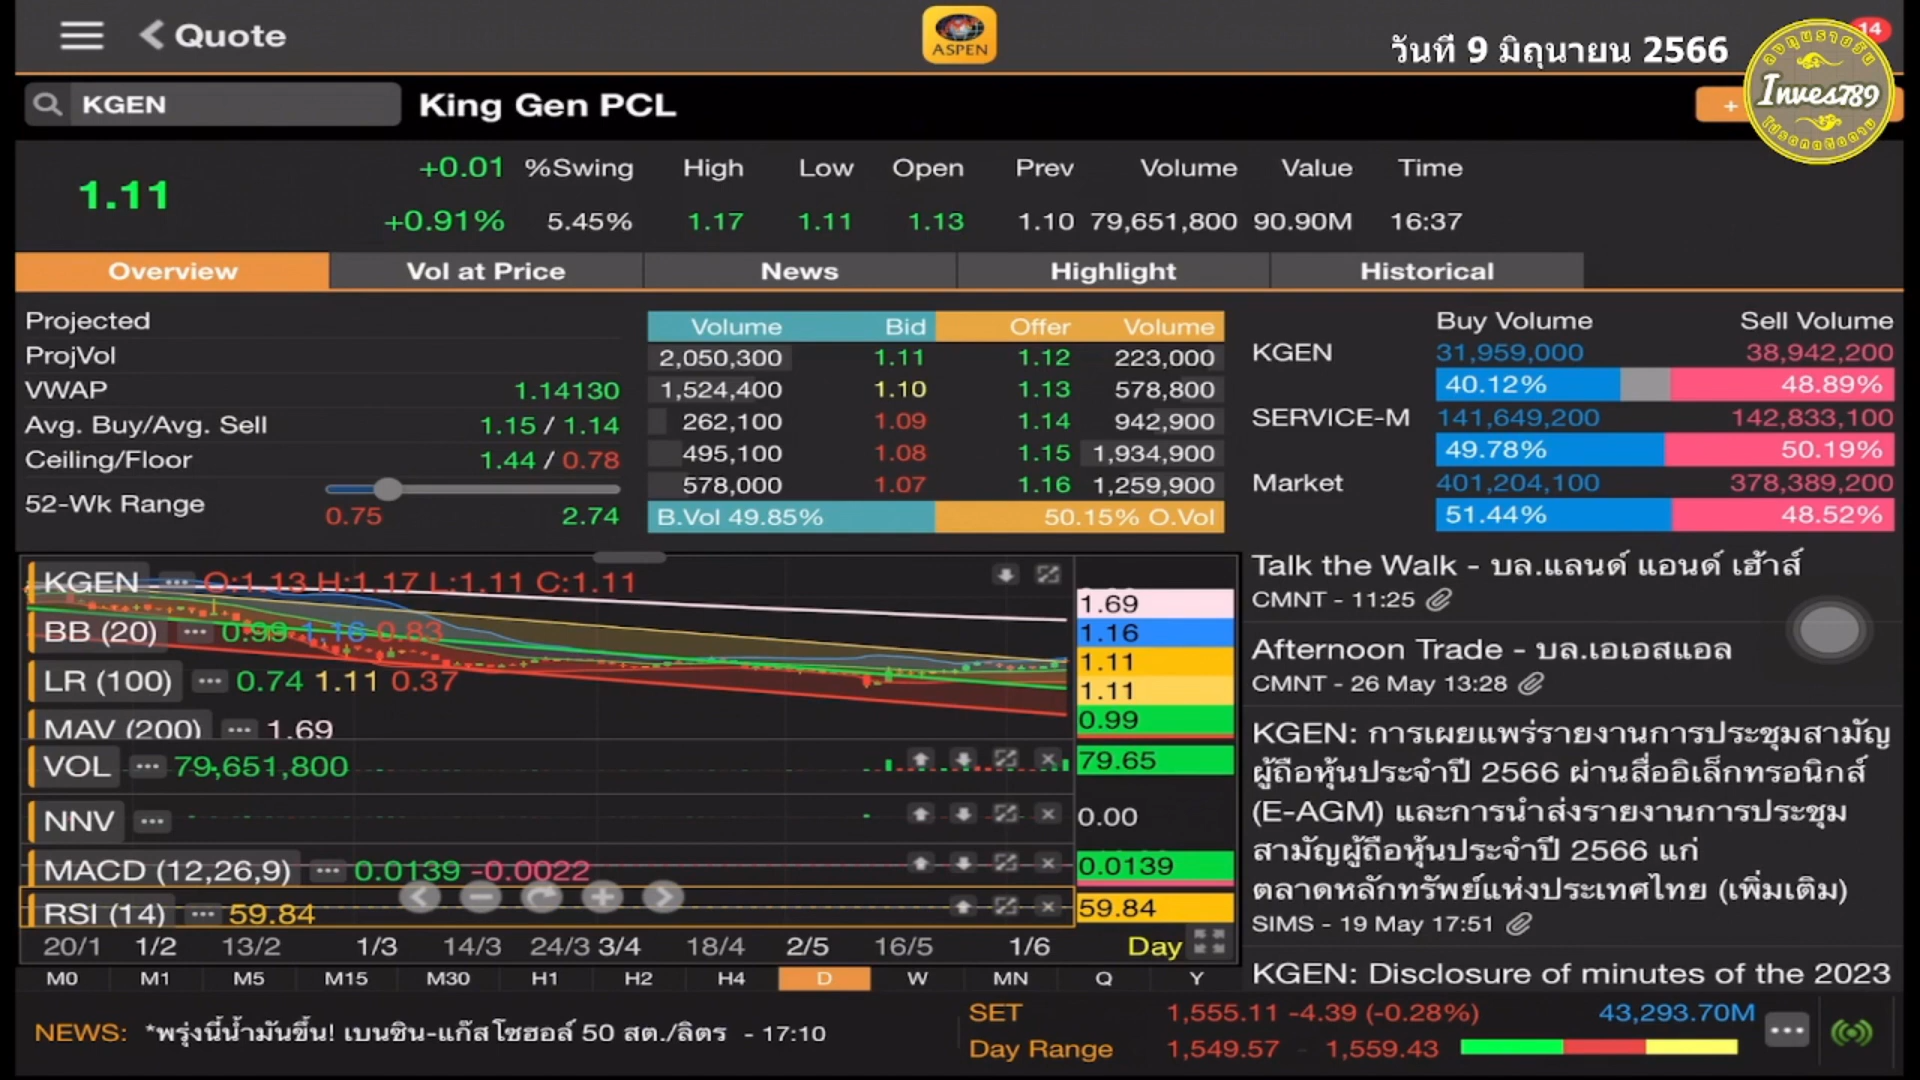 Quote
ASPEN
วันที่ 9 มิถุนายน 2566
14
ลงทุนรายวัน
Inves789
โปรดกดติดตาม
KGEN
King Gen PCL
+
1.11
+0.01 %Swing High Low Open Prev Volume Value Time
+0.91% 5.45% 1.17 1.11 1.13 1.10 79,651,800 90.90M 16:37
Overview Vol at Price News Highlight Historical
Projected
ProjVol
VWAP 1.14130
Avg. Buy/Avg. Sell 1.15 / 1.14
Ceiling/Floor 1.44 / 0.78
52-Wk Range
0.75 2.74
Volume Bid Offer Volume
2,050,300 1.11 1.12 223,000
1,524,400 1.10 1.13 578,800
262,100 1.09 1.14 942,900
495,100 1.08 1.15 1,934,900
578,000 1.07 1.16 1,259,900
B.Vol 49.85% 50.15% O.Vol
Buy Volume Sell Volume
KGEN 31,959,000 38,942,200
40.12% 48.89%
SERVICE-M 141,649,200 142,833,100
49.78% 50.19%
Market 401,204,100 378,389,200
51.44% 48.52%
KGEN ••• O:1.13 H:1.17 L:1.11 C:1.11
BB (20) ••• 0.99 1.16 0.83
LR (100) ••• 0.74 1.11 0.37
MAV (200) ••• 1.69
VOL ••• 79,651,800
NNV •••
MACD (12,26,9) ••• 0.0139 -0.0022
RSI (14) ••• 59.84
1.69
1.16
1.11
1.11
0.99
79.65
0.00
0.0139
59.84
20/1 1/2 13/2 1/3 14/3 24/3 3/4 18/4 2/5 16/5 1/6 Day
M0 M1 M5 M15 M30 H1 H2 H4 D W MN Q Y
Talk the Walk - บล.แลนด์ แอนด์ เฮ้าส์
CMNT - 11:25
Afternoon Trade - บล.เอเอสแอล
CMNT - 26 May 13:28
KGEN: การเผยแพร่รายงานการประชุมสามัญ
ผู้ถือหุ้นประจำปี 2566 ผ่านสื่ออิเล็กทรอนิกส์
(E-AGM) และการนำส่งรายงานการประชุม
สามัญผู้ถือหุ้นประจำปี 2566 แก่
ตลาดหลักทรัพย์แห่งประเทศไทย (เพิ่มเติม)
SIMS - 19 May 17:51
KGEN: Disclosure of minutes of the 2023
NEWS: *พรุ่งนี้น้ำมันขึ้น! เบนซิน-แก๊สโซฮอล์ 50 สต./ลิตร - 17:10
SET 1,555.11 -4.39 (-0.28%) 43,293.70M
Day Range 1,549.57 - 1,559.43